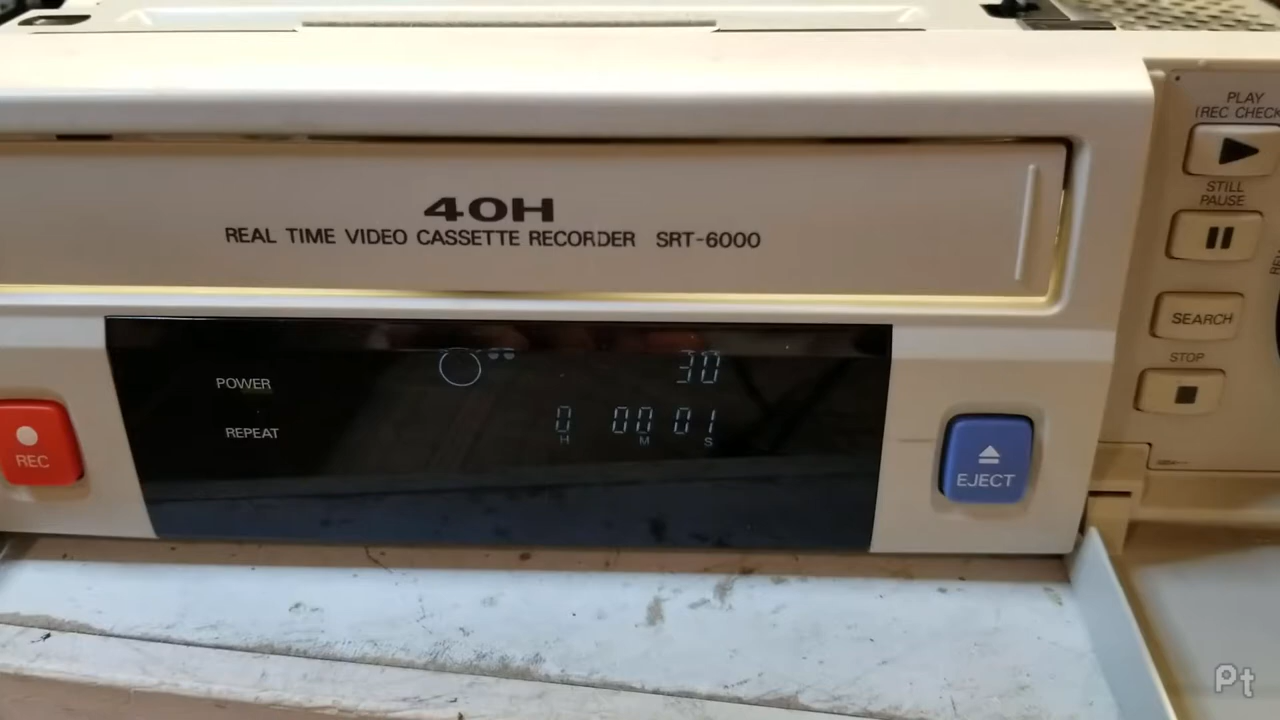 40H
REAL TIME VIDEO CASSETTE RECORDER SRT-6000
PLAY
(REC CHECK
STILL
PAUSE
SEARCH
STOP
POWER
30
REPEAT
0 00 01
H M S
REC
EJECT
Pt